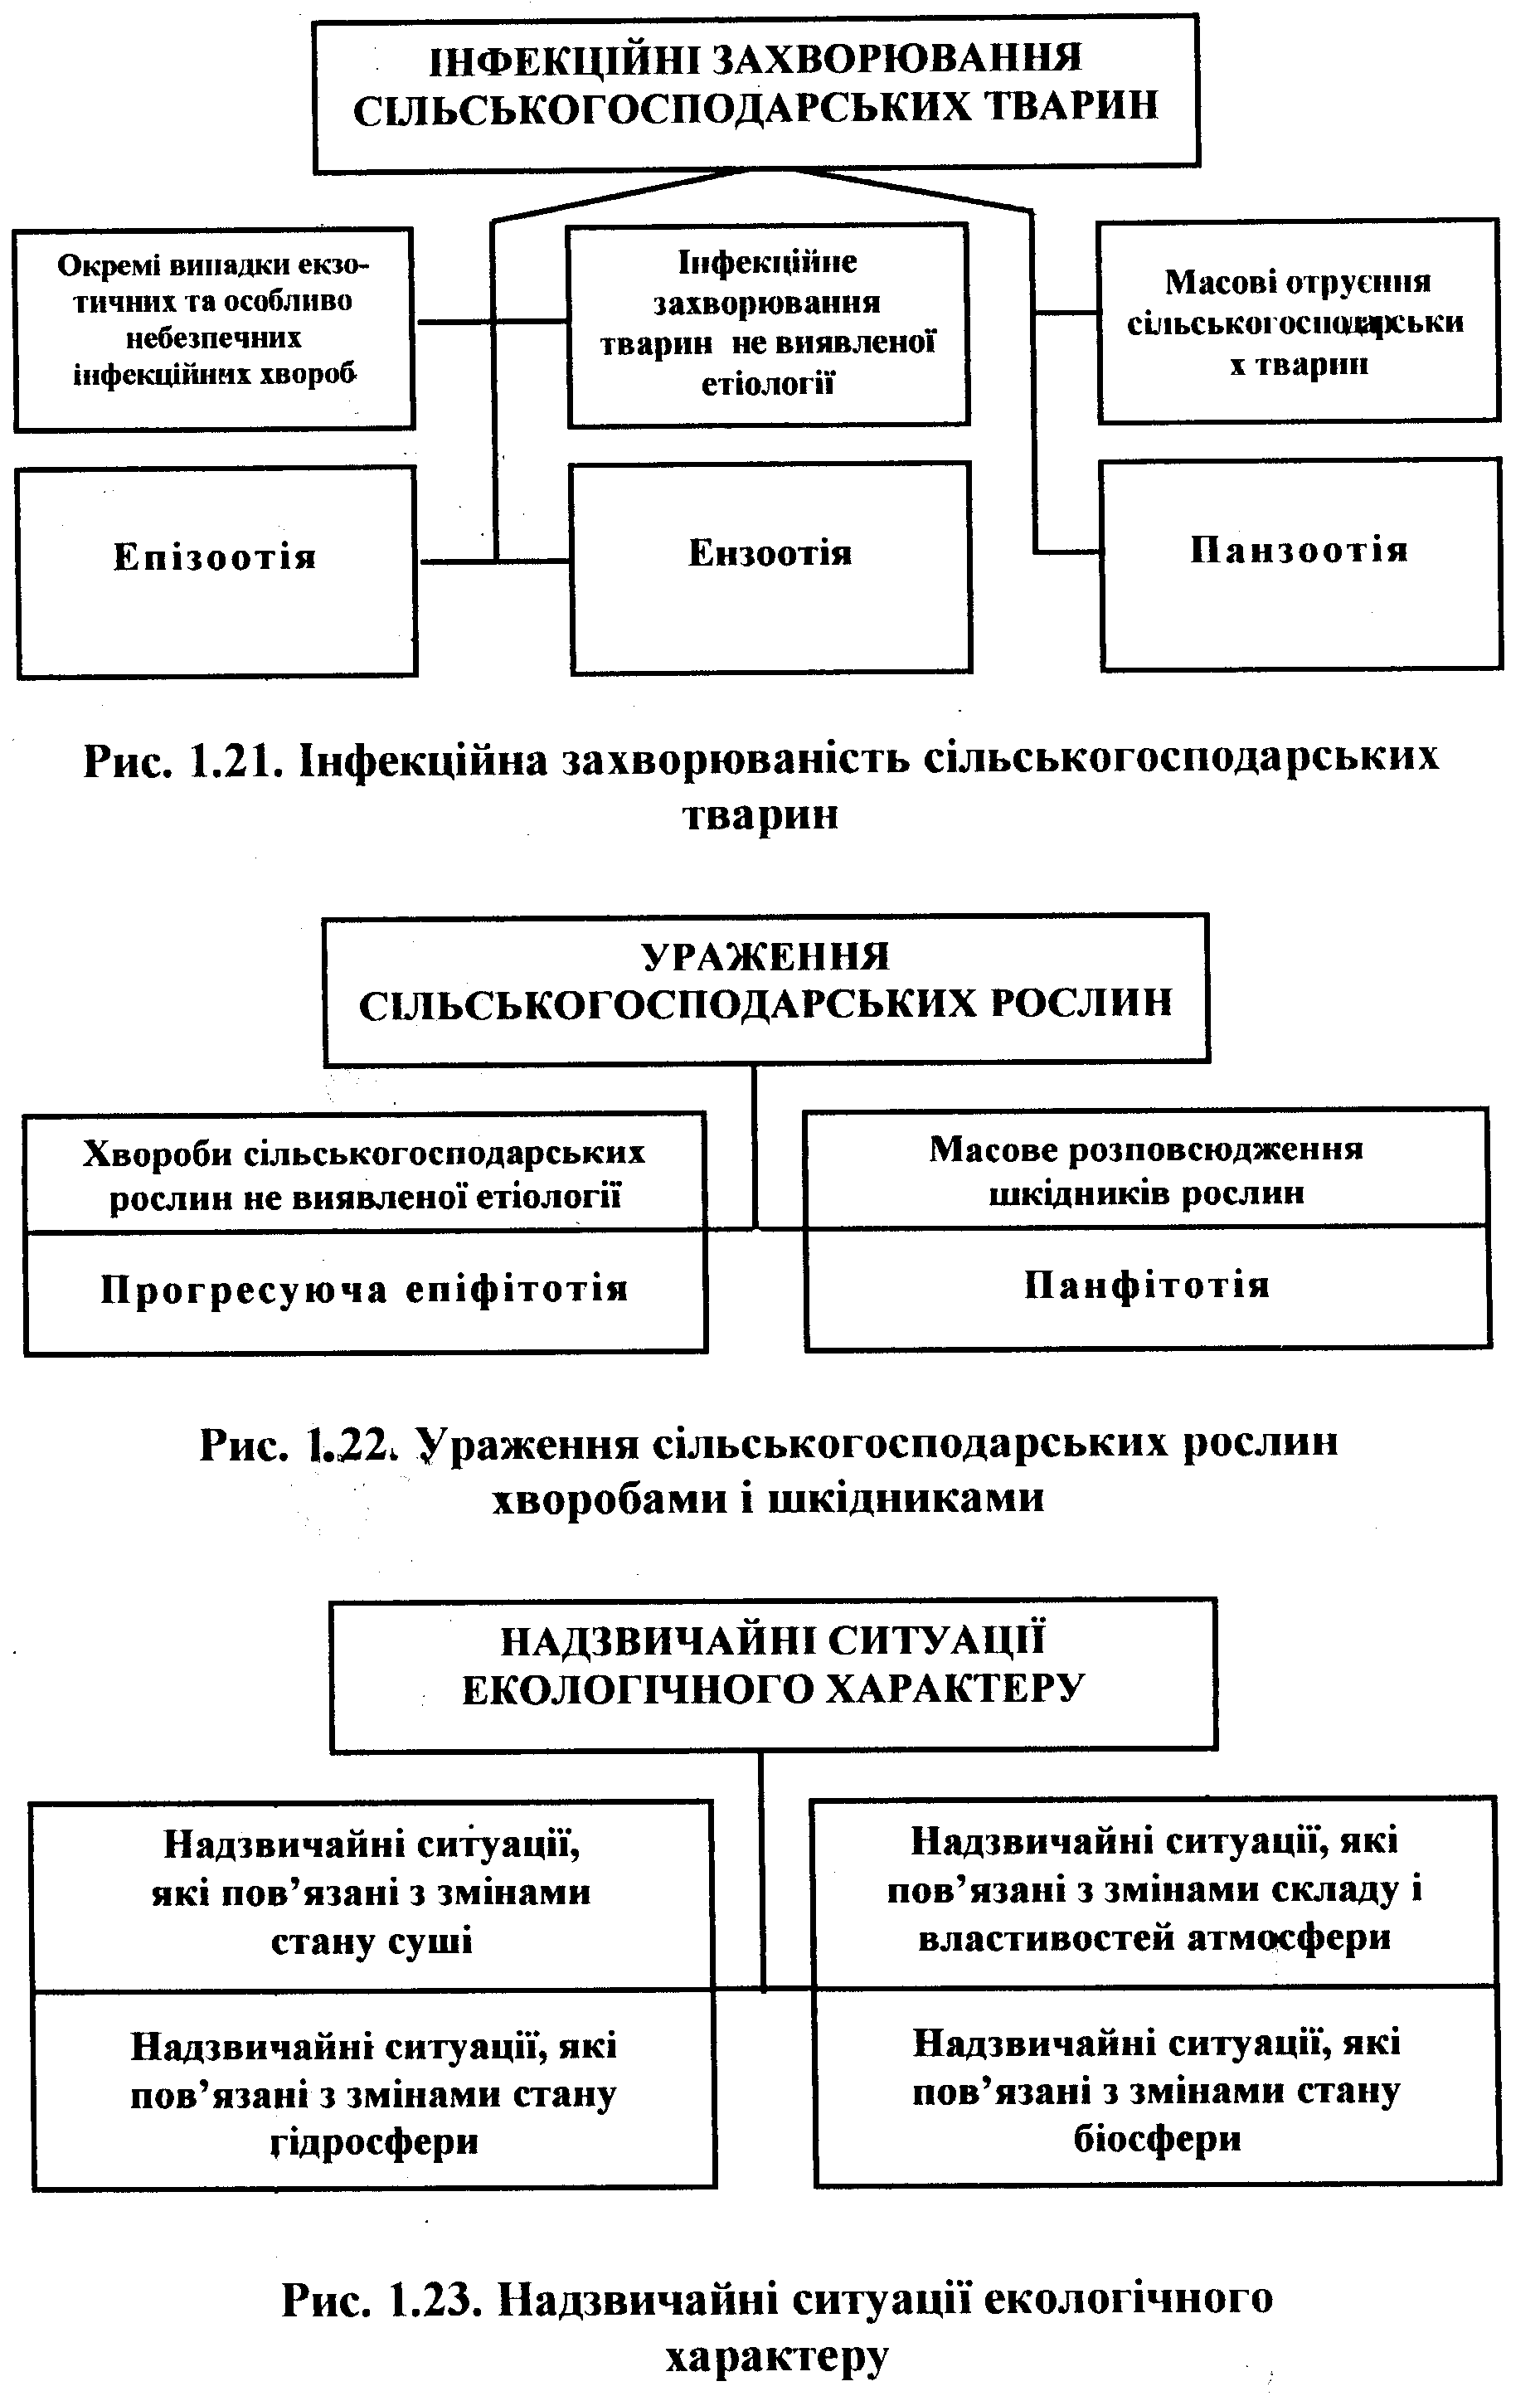 ІНФЕКЦІЙНІ ЗАХВОРЮВАННЯ
СІЛЬСЬКОГОСПОДАРСЬКИХ ТВАРИН
Окремі випадки екзо-
тичних та особливо
небезпечних
інфекційних хвороб
Інфекційне
захворювання
тварин не виявленої
етіології
Масові отруєння
сільськогосподарськи
х тварин
Епізоотія
Ензоотія
Панзоотія
Рис. 1.21. Інфекційна захворюваність сільськогосподарських
тварин
УРАЖЕННЯ
СІЛЬСЬКОГОСПОДАРСЬКИХ РОСЛИН
Хвороби сільськогосподарських
рослин не виявленої етіології
Масове розповсюдження
шкідників рослин
Прогресуюча епіфітотія
Панфітотія
Рис. 1.22. Ураження сільськогосподарських рослин
хворобами і шкідниками
НАДЗВИЧАЙНІ СИТУАЦІЇ
ЕКОЛОГІЧНОГО ХАРАКТЕРУ
Надзвичайні ситуації,
які пов’язані з змінами
стану суші
Надзвичайні ситуації, які
пов’язані з змінами складу і
властивостей атмосфери
Надзвичайні ситуації, які
пов’язані з змінами стану
гідросфери
Надзвичайні ситуації, які
пов’язані з змінами стану
біосфери
Рис. 1.23. Надзвичайні ситуації екологічного
характеру